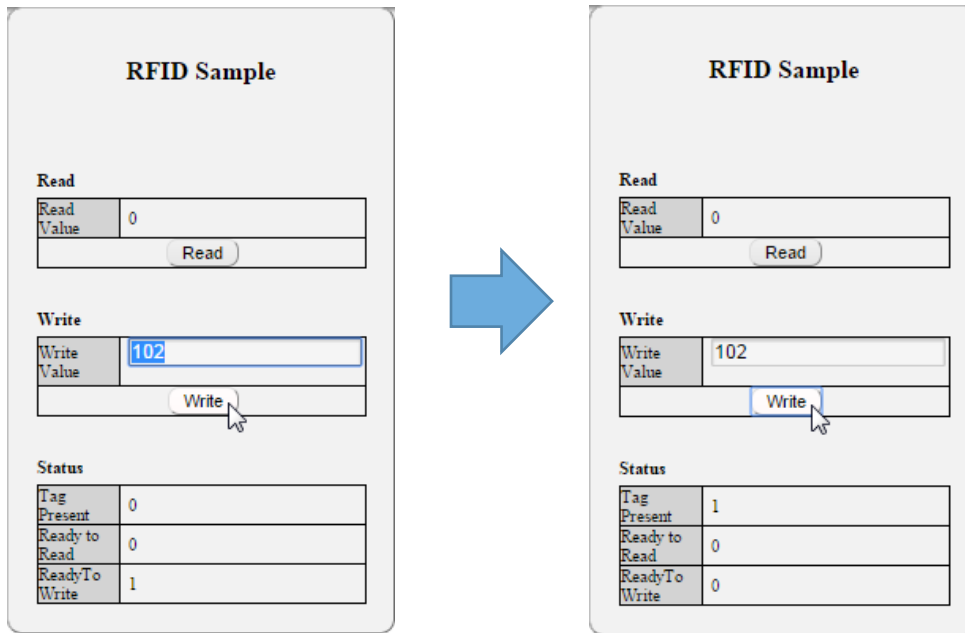 RFID Sample
Read
Read
Value
0
Read
Write
Write
Value
102
Write
Status
Tag
Present
0
Ready to
Read
0
ReadyTo
Write
1
RFID Sample
Read
Read
Value
0
Read
Write
Write
Value
102
Write
Status
Tag
Present
1
Ready to
Read
0
ReadyTo
Write
0